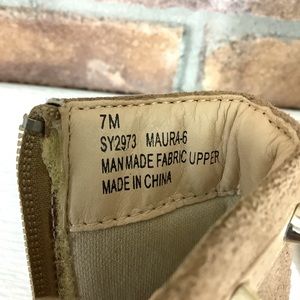 7M
SY2973 MAURA-6
MAN MADE FABRIC UPPER
MADE IN CHINA